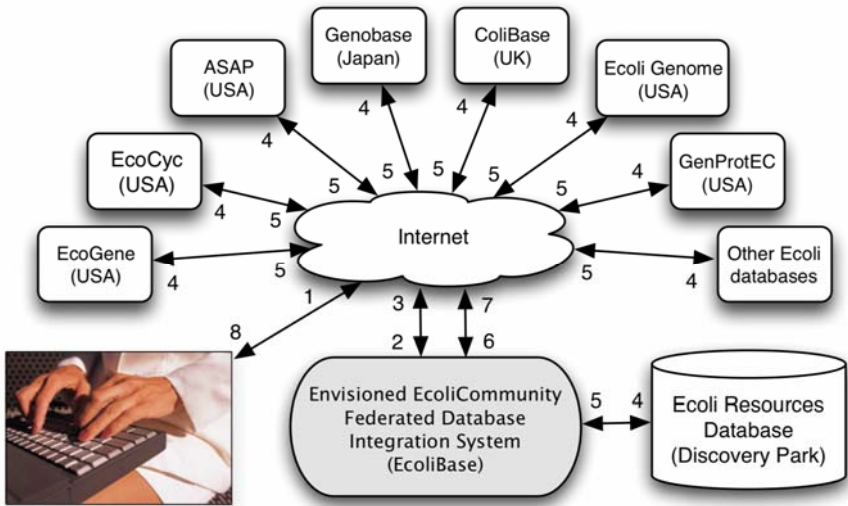 Genobase
(Japan)
ColiBase
(UK)
ASAP
(USA)
Ecoli Genome
(USA)
EcoCyc
(USA)
GenProtEC
(USA)
EcoGene
(USA)
Other Ecoli
databases
4
4
4
4
4
4
4
4
5
5
5
5
5
5
5
5
Internet
1
3
7
8
2
6
Envisioned EcoliCommunity
Federated Database
Integration System
(EcoliBase)
5
4
Ecoli Resources
Database
(Discovery Park)